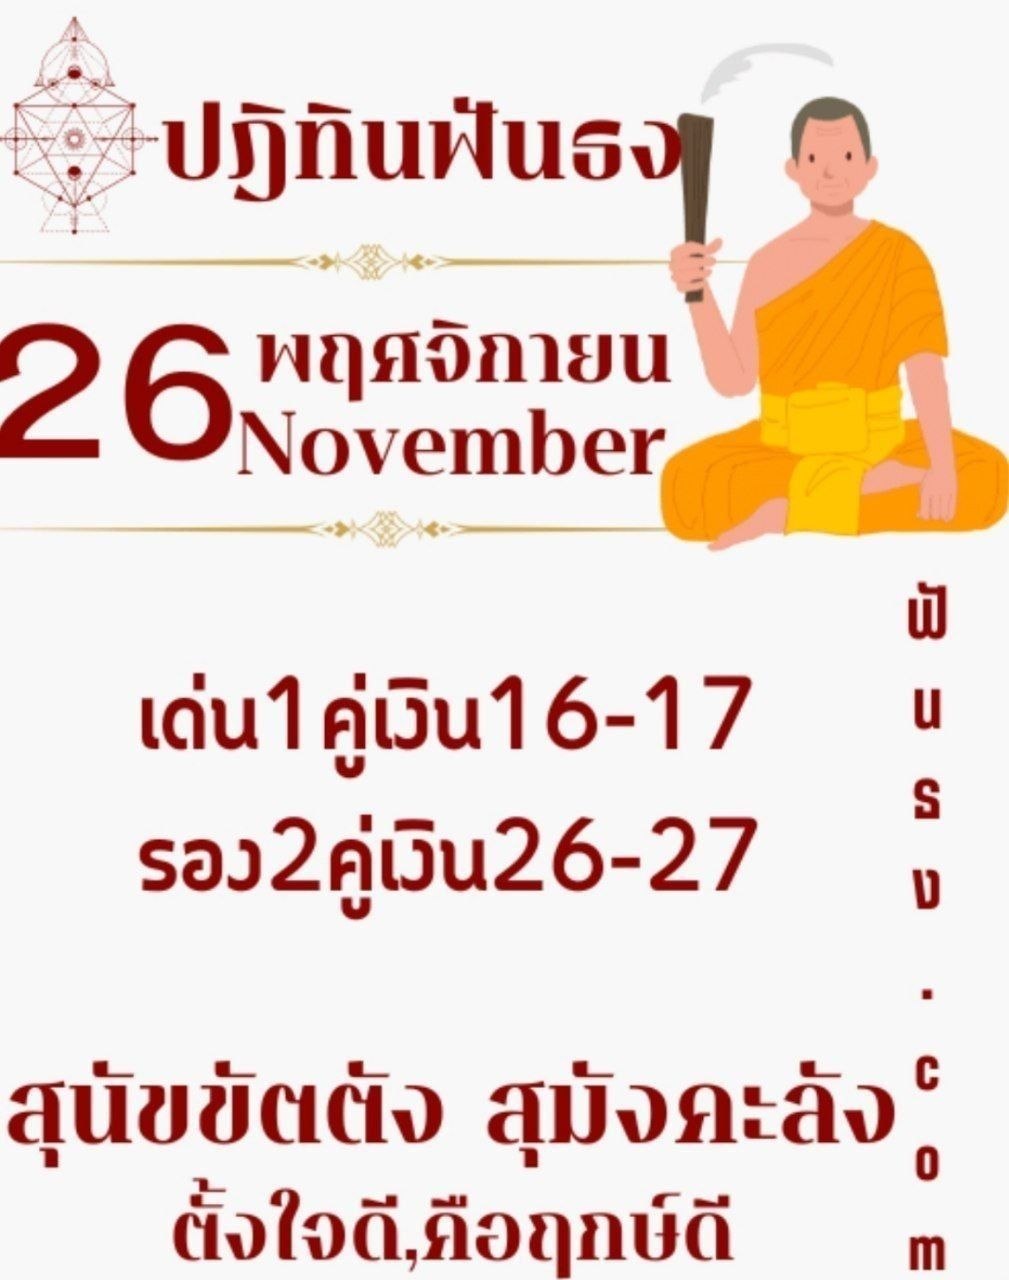 ปฏิทินฟันธง
26 พฤศจิกายน
November
เด่น1คู่เงิน16-17
รอง2คู่เงิน26-27
สุนัขขัตตัง สุมังคะลัง
ตั้งใจดี,คือฤกษ์ดี
ฟันธง.com